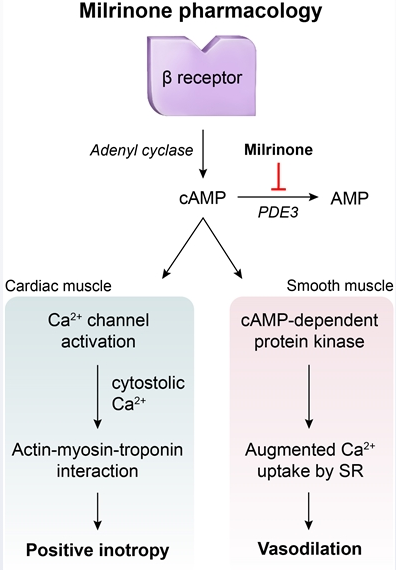 Milrinone pharmacology
β receptor
Adenyl cyclase
Milrinone
cAMP
PDE3
AMP
Cardiac muscle
Ca²⁺ channel
activation
cytostolic
Ca²⁺
Actin-myosin-troponin
interaction
Positive inotropy
Smooth muscle
cAMP-dependent
protein kinase
Augmented Ca²⁺
uptake by SR
Vasodilation